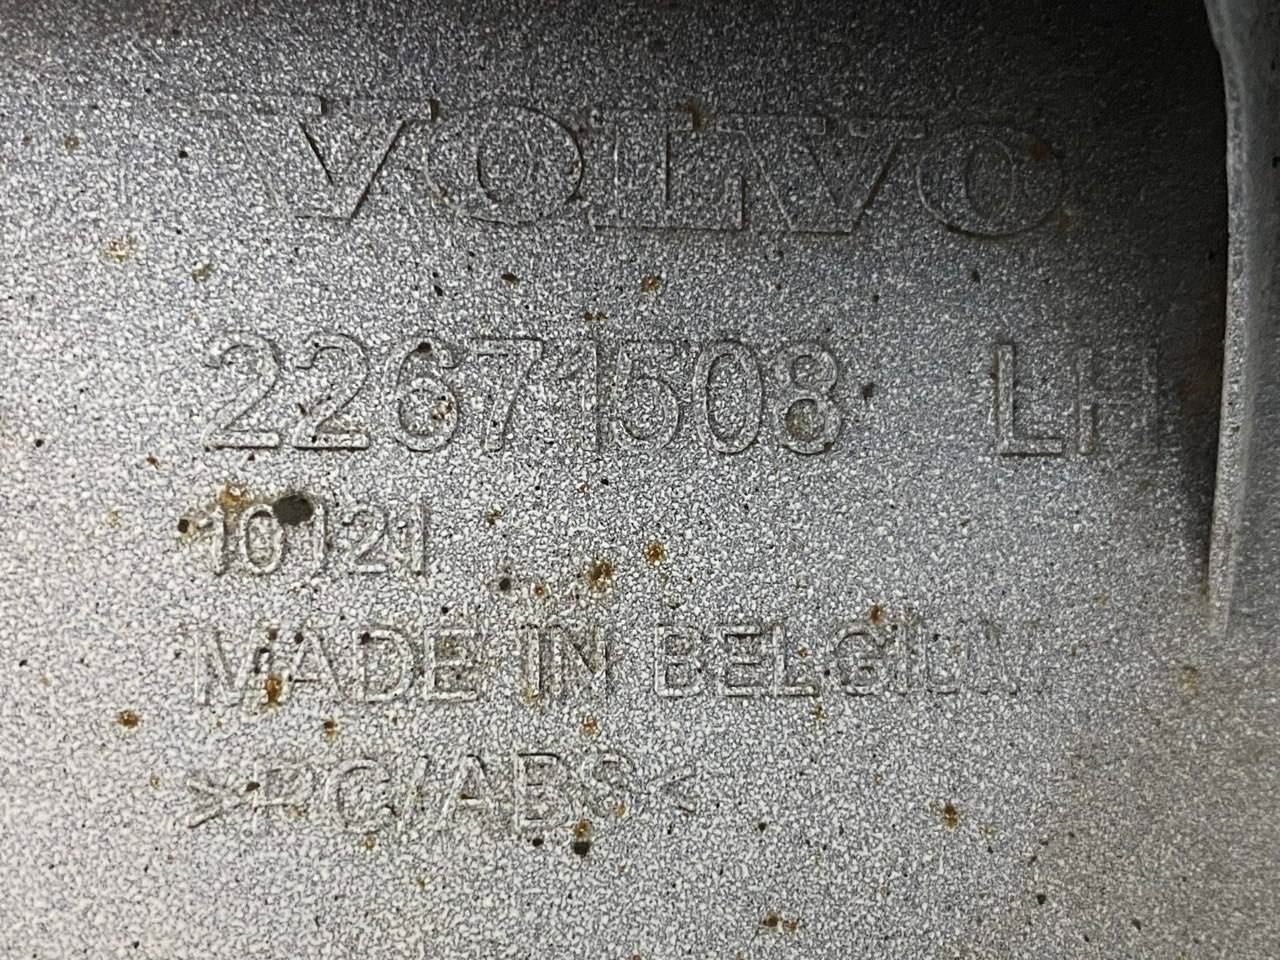 VOLVO
22671508 LH
10121
MADE IN BELGIUM
>PC/ABS<